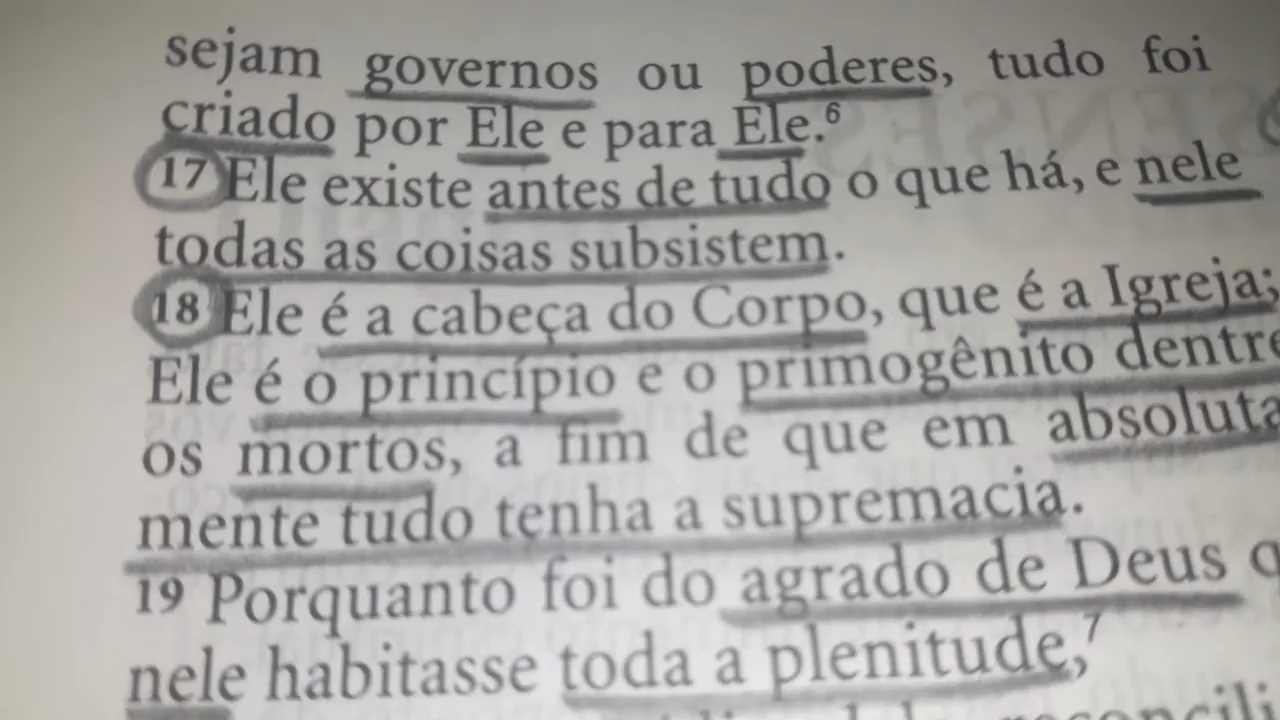 sejam governos ou poderes, tudo foi
criado por Ele e para Ele.⁶
17 Ele existe antes de tudo o que há, e nele
todas as coisas subsistem.
18 Ele é a cabeça do Corpo, que é a Igreja;
Ele é o princípio e o primogênito dentre
os mortos, a fim de que em absoluta
mente tudo tenha a supremacia.
19 Porquanto foi do agrado de Deus q
nele habitasse toda a plenitude,⁷